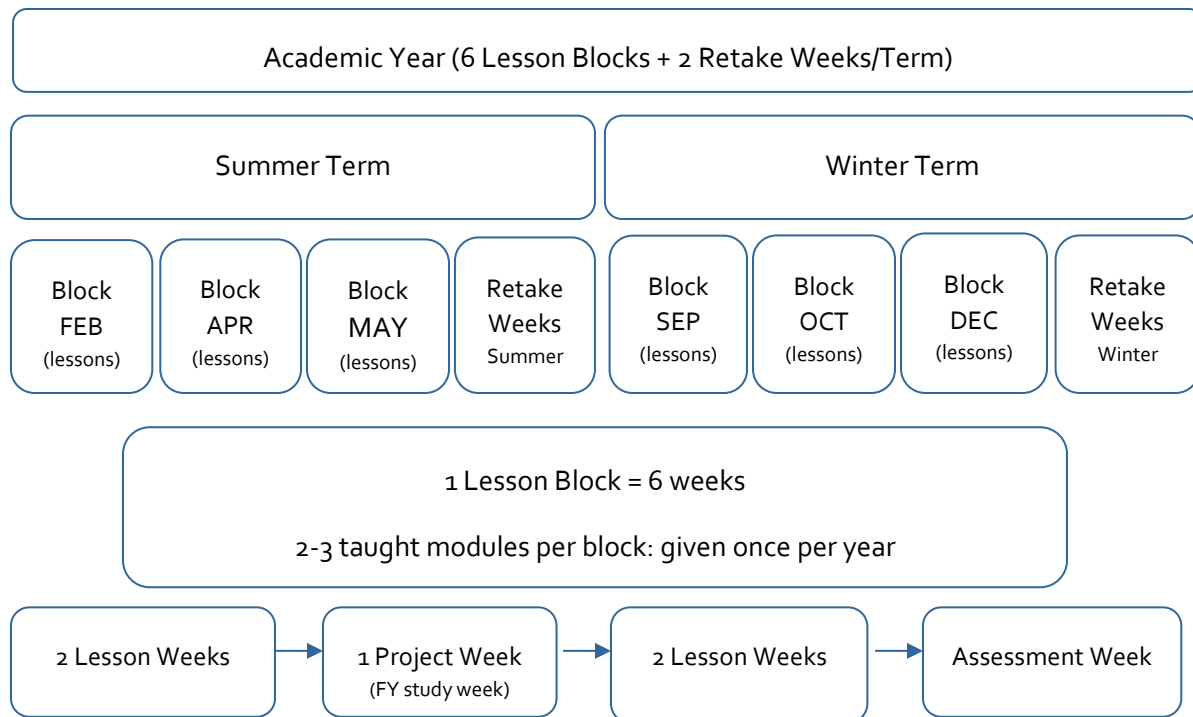 Academic Year (6 Lesson Blocks + 2 Retake Weeks/Term)
Summer Term
Winter Term
Block
FEB
(lessons)
Block
APR
(lessons)
Block
MAY
(lessons)
Retake
Weeks
Summer
Block
SEP
(lessons)
Block
OCT
(lessons)
Block
DEC
(lessons)
Retake
Weeks
Winter
1 Lesson Block = 6 weeks
2-3 taught modules per block: given once per year
2 Lesson Weeks
1 Project Week
(FY study week)
2 Lesson Weeks
Assessment Week